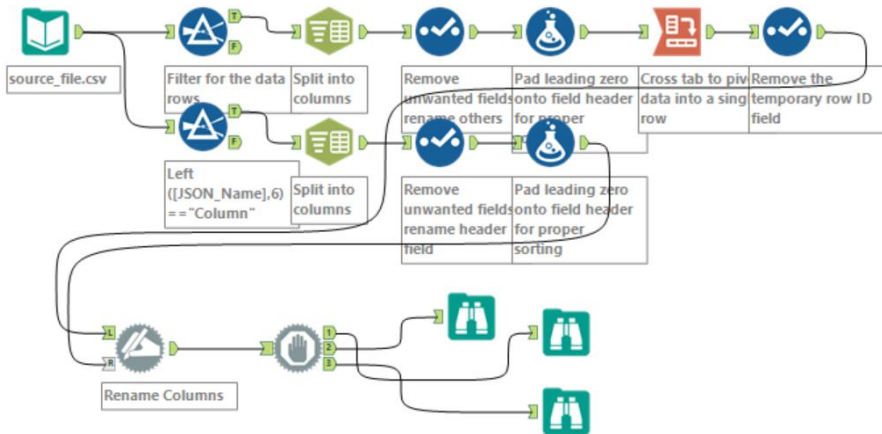 T
F
source_file.csv
Filter for the data
rows
Split into
columns
Remove
unwanted fields
rename others
Pad leading zero
onto field header
for proper
Cross tab to piv
data into a sing
row
Remove the
temporary row ID
field
T
F
Left
([JSON_Name],6)
=="Column"
Split into
columns
Remove
unwanted fields
rename header
field
Pad leading zero
onto field header
for proper
sorting
L
R
1
2
3
Rename Columns